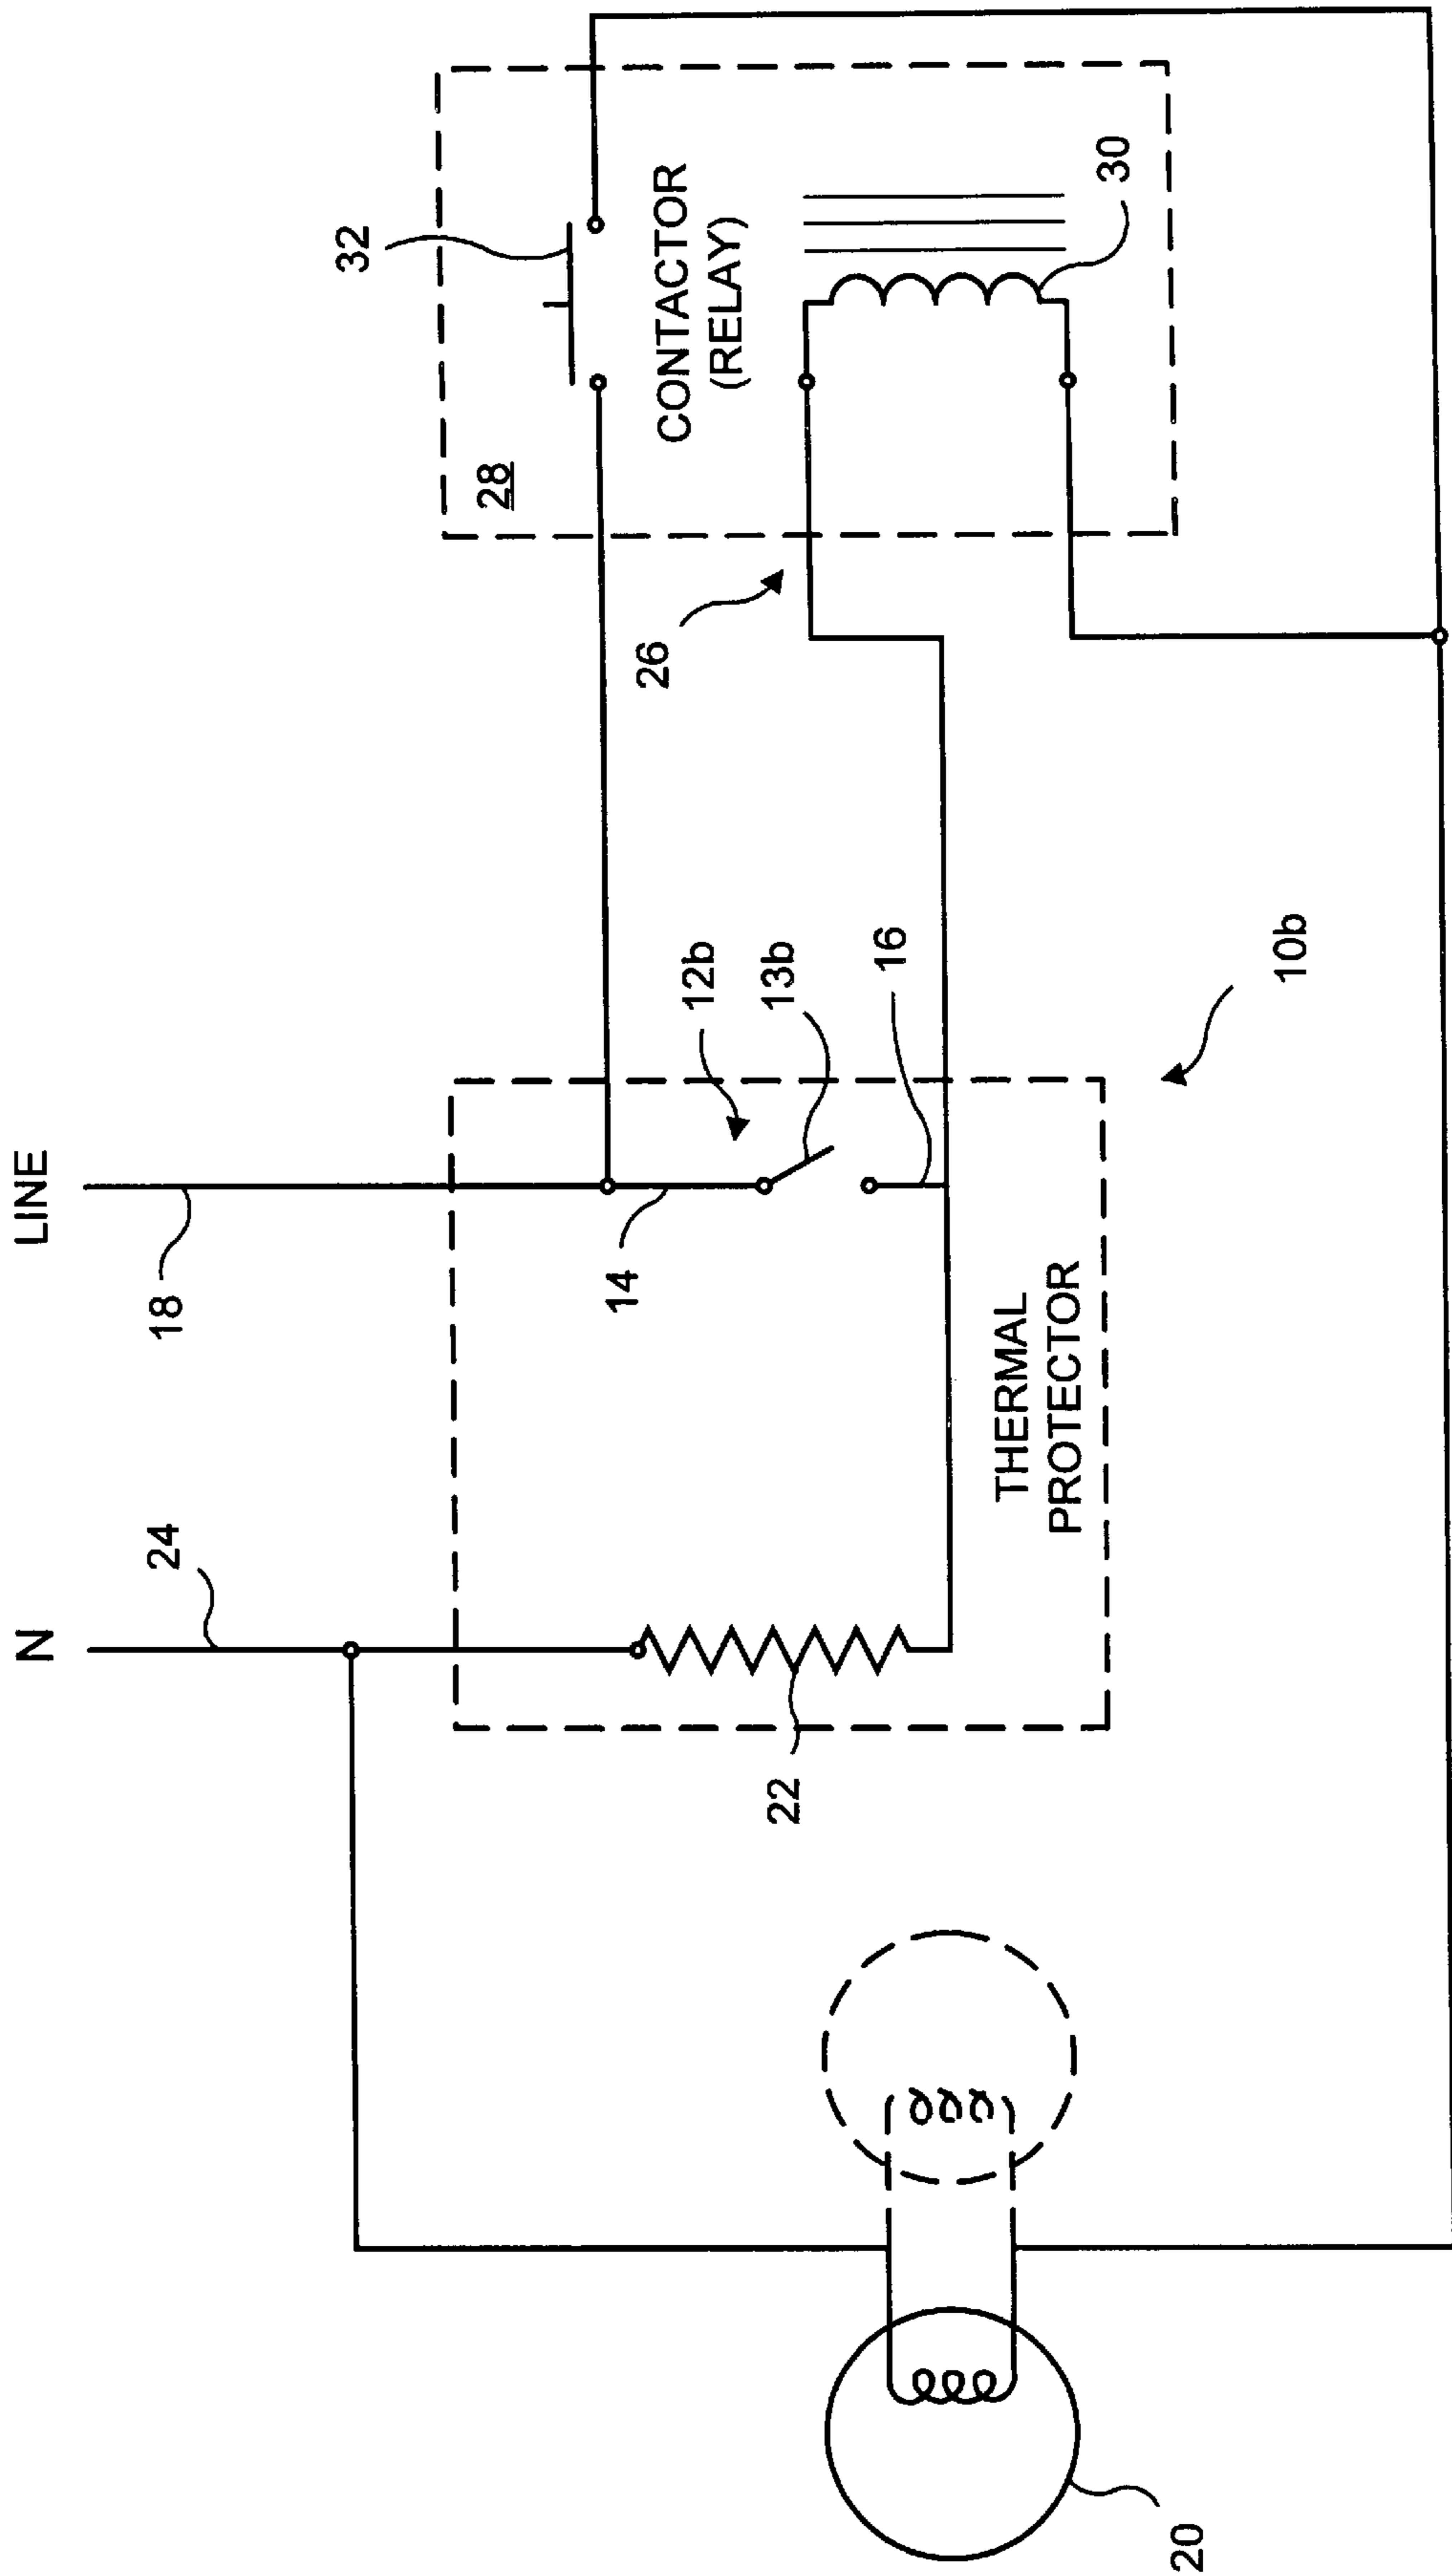 N
LINE
24
18
32
28
CONTACTOR
(RELAY)
30
26
14
12b
13b
16
22
THERMAL
PROTECTOR
10b
20